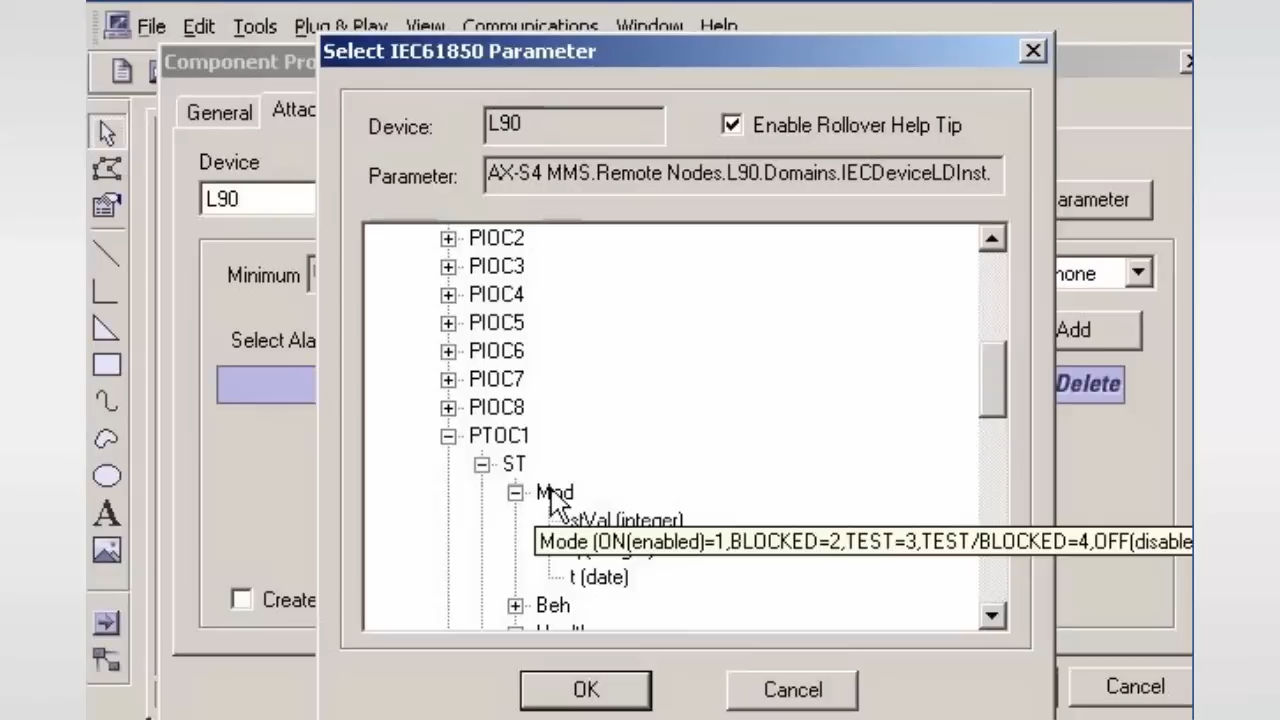 File Edit Tools Plug & Play View Communications Window Help
Select IEC61850 Parameter
Component Pro
General Attac
Device: L90 Enable Rollover Help Tip
Device
Parameter: AX-S4 MMS.Remote Nodes.L90.Domains.IECDeviceLDInst.
L90
arameter
PIOC2
PIOC3
Minimum
none
PIOC4
PIOC5
Add
Select Ala
PIOC6
PIOC7
Delete
PIOC8
PTOC1
ST
Mod
stVal (integer)
Mode (ON(enabled)=1,BLOCKED=2,TEST=3,TEST/BLOCKED=4,OFF(disable
t (date)
Create
Beh
OK Cancel
Cancel